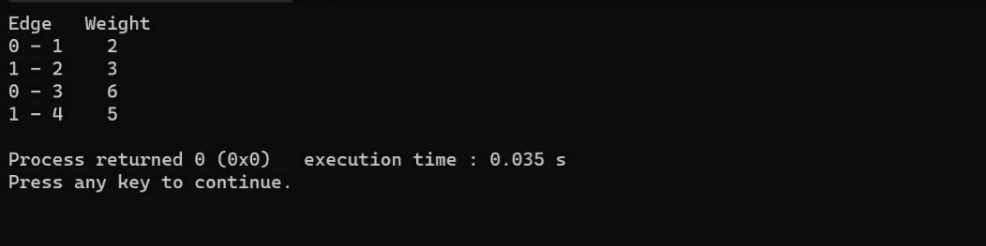 Edge   Weight
0 - 1    2
1 - 2    3
0 - 3    6
1 - 4    5
Process returned 0 (0x0)   execution time : 0.035 s
Press any key to continue.